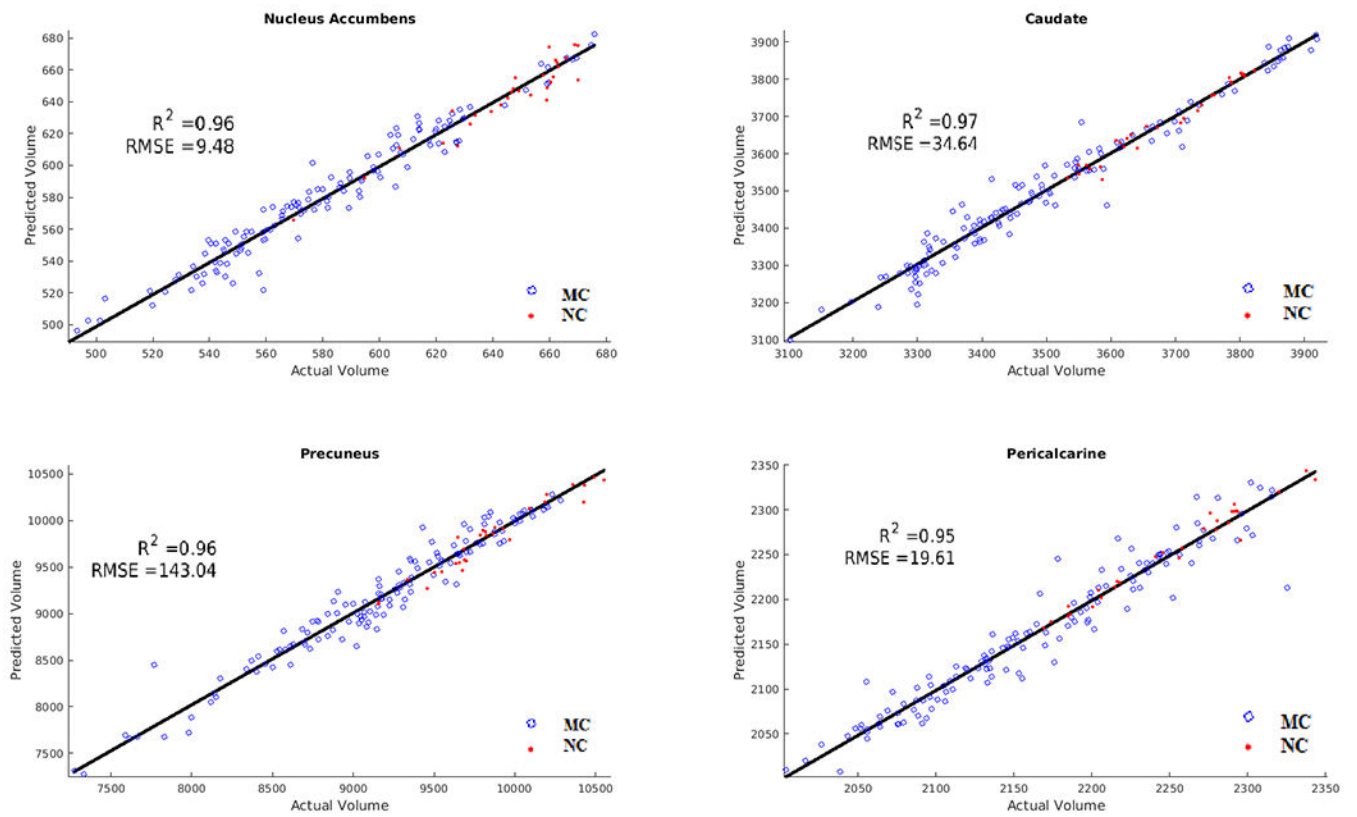 Nucleus Accumbens
680
660
640
620
600
580
560
540
520
500
Predicted Volume
R² =0.96
RMSE =9.48
MC
NC
500 520 540 560 580 600 620 640 660 680
Actual Volume
Caudate
3900
3800
3700
3600
3500
3400
3300
3200
3100
Predicted Volume
R² =0.97
RMSE =34.64
MC
NC
3100 3200 3300 3400 3500 3600 3700 3800 3900
Actual Volume
Precuneus
10500
10000
9500
9000
8500
8000
7500
Predicted Volume
R² =0.96
RMSE =143.04
MC
NC
7500 8000 8500 9000 9500 10000 10500
Actual Volume
Pericalcarine
2350
2300
2250
2200
2150
2100
2050
Predicted Volume
R² =0.95
RMSE =19.61
MC
NC
2050 2100 2150 2200 2250 2300 2350
Actual Volume